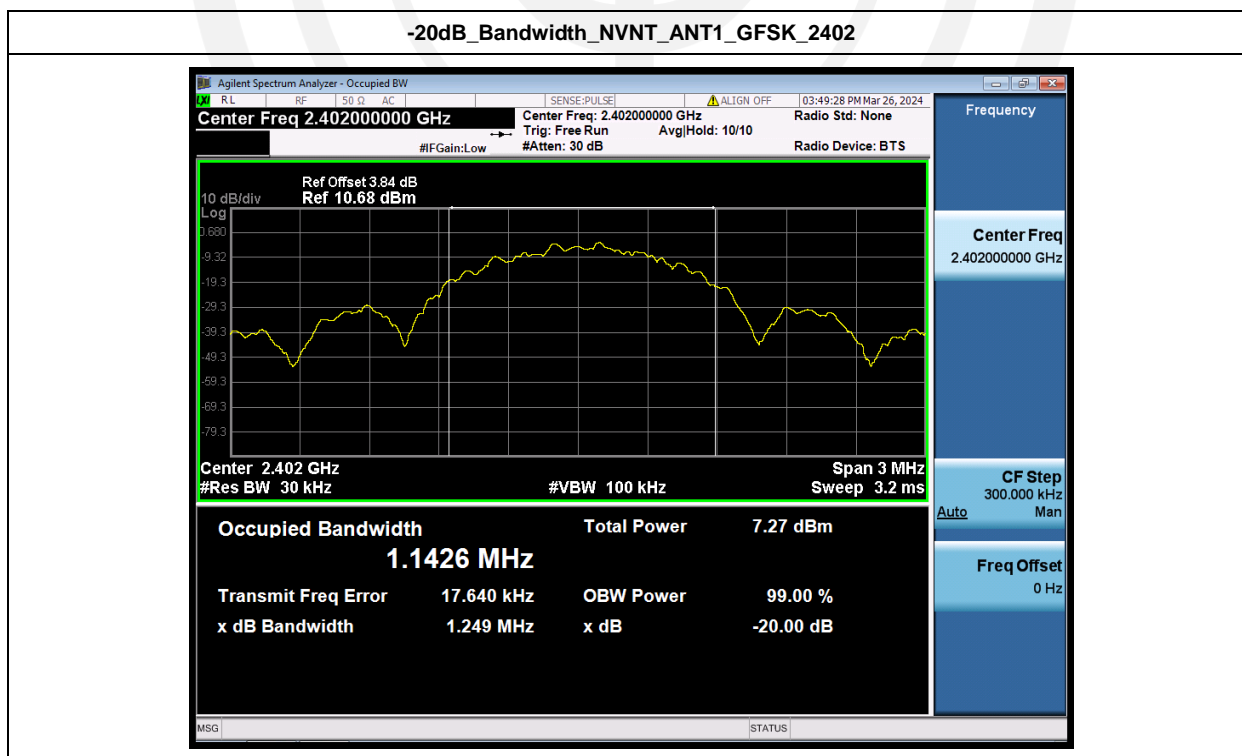 -20dB_Bandwidth_NVNT_ANT1_GFSK_2402
Agilent Spectrum Analyzer - Occupied BW
LXI RL RF 50 Ω AC SENSE:PULSE ALIGN OFF 03:49:28 PM Mar 26, 2024
Center Freq 2.402000000 GHz
Center Freq: 2.402000000 GHz
Radio Std: None
Trig: Free Run Avg|Hold: 10/10
#IFGain:Low
#Atten: 30 dB
Radio Device: BTS
Ref Offset 3.84 dB
10 dB/div Ref 10.68 dBm
Log
0.680
-9.32
-19.3
-29.3
-39.3
-49.3
-59.3
-69.3
-79.3
Center 2.402 GHz Span 3 MHz
#Res BW 30 kHz #VBW 100 kHz Sweep 3.2 ms
Occupied Bandwidth Total Power 7.27 dBm
1.1426 MHz
Transmit Freq Error 17.640 kHz OBW Power 99.00 %
x dB Bandwidth 1.249 MHz x dB -20.00 dB
MSG STATUS
Frequency
Center Freq
2.402000000 GHz
CF Step
300.000 kHz
Auto Man
Freq Offset
0 Hz